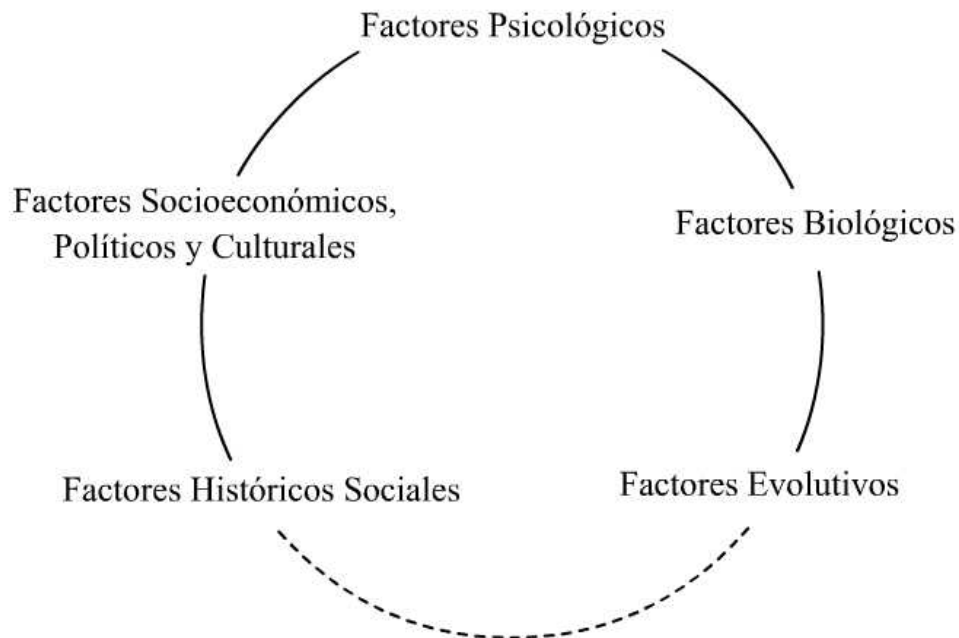 Factores Psicológicos
Factores Socioeconómicos,
Políticos y Culturales
Factores Biológicos
Factores Históricos Sociales
Factores Evolutivos